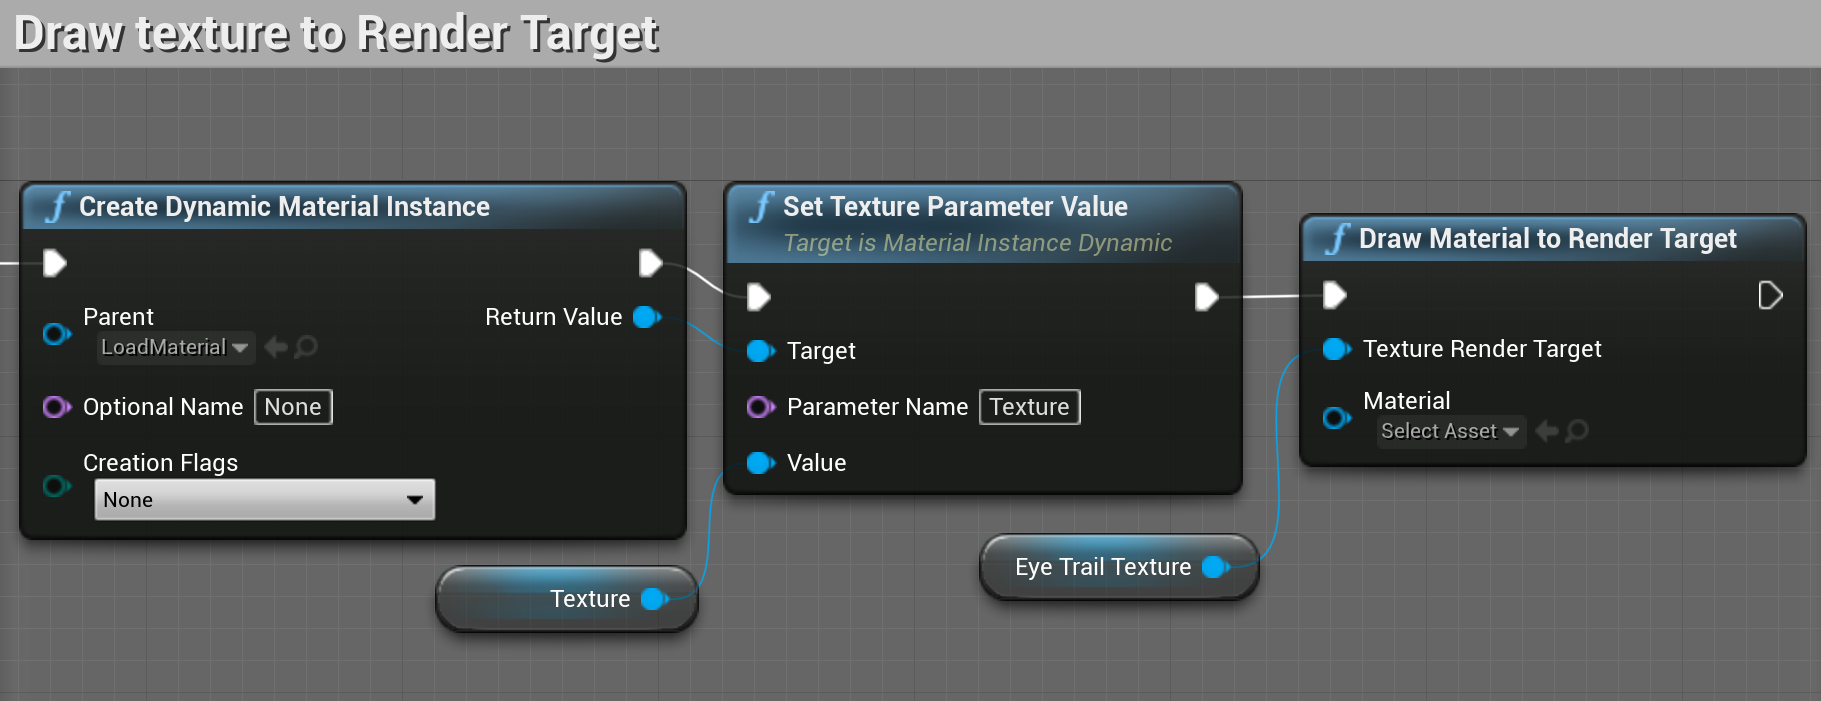 Draw texture to Render Target
f Create Dynamic Material Instance
Parent
LoadMaterial
Return Value
Optional Name None
Creation Flags
None
Texture
f Set Texture Parameter Value
Target is Material Instance Dynamic
Target
Parameter Name Texture
Value
Eye Trail Texture
f Draw Material to Render Target
Texture Render Target
Material
Select Asset